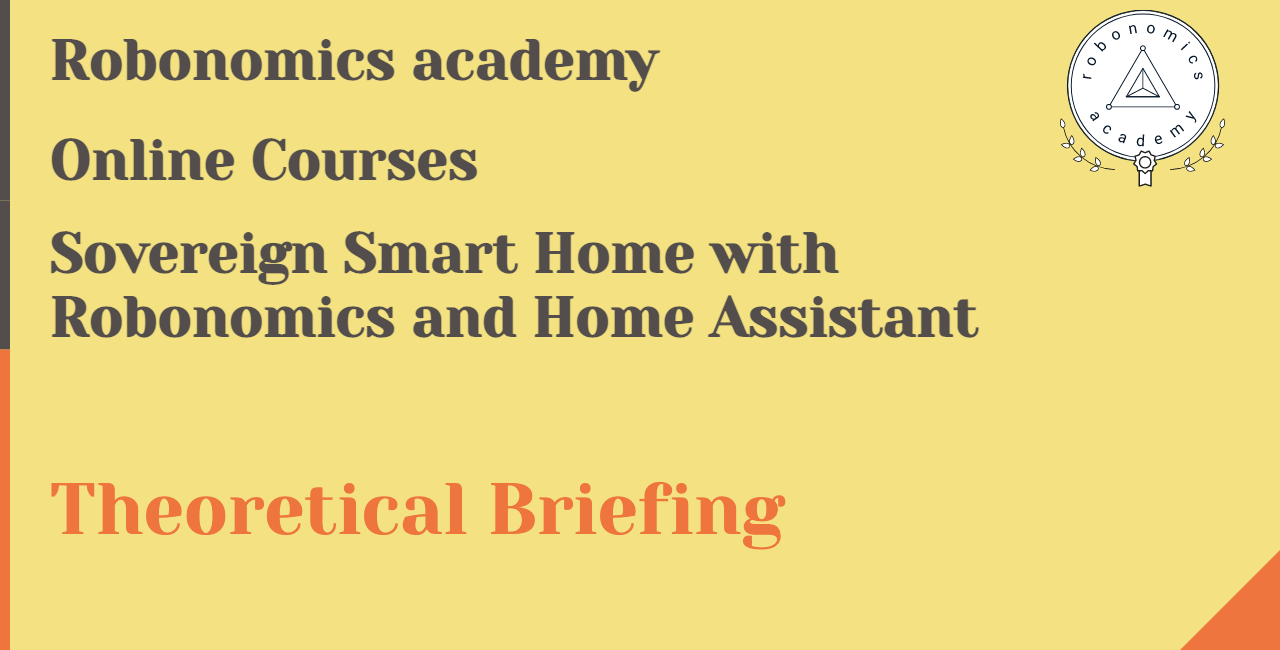 Robonomics academy
Online Courses
Sovereign Smart Home with
Robonomics and Home Assistant
Theoretical Briefing
robonomics
academy